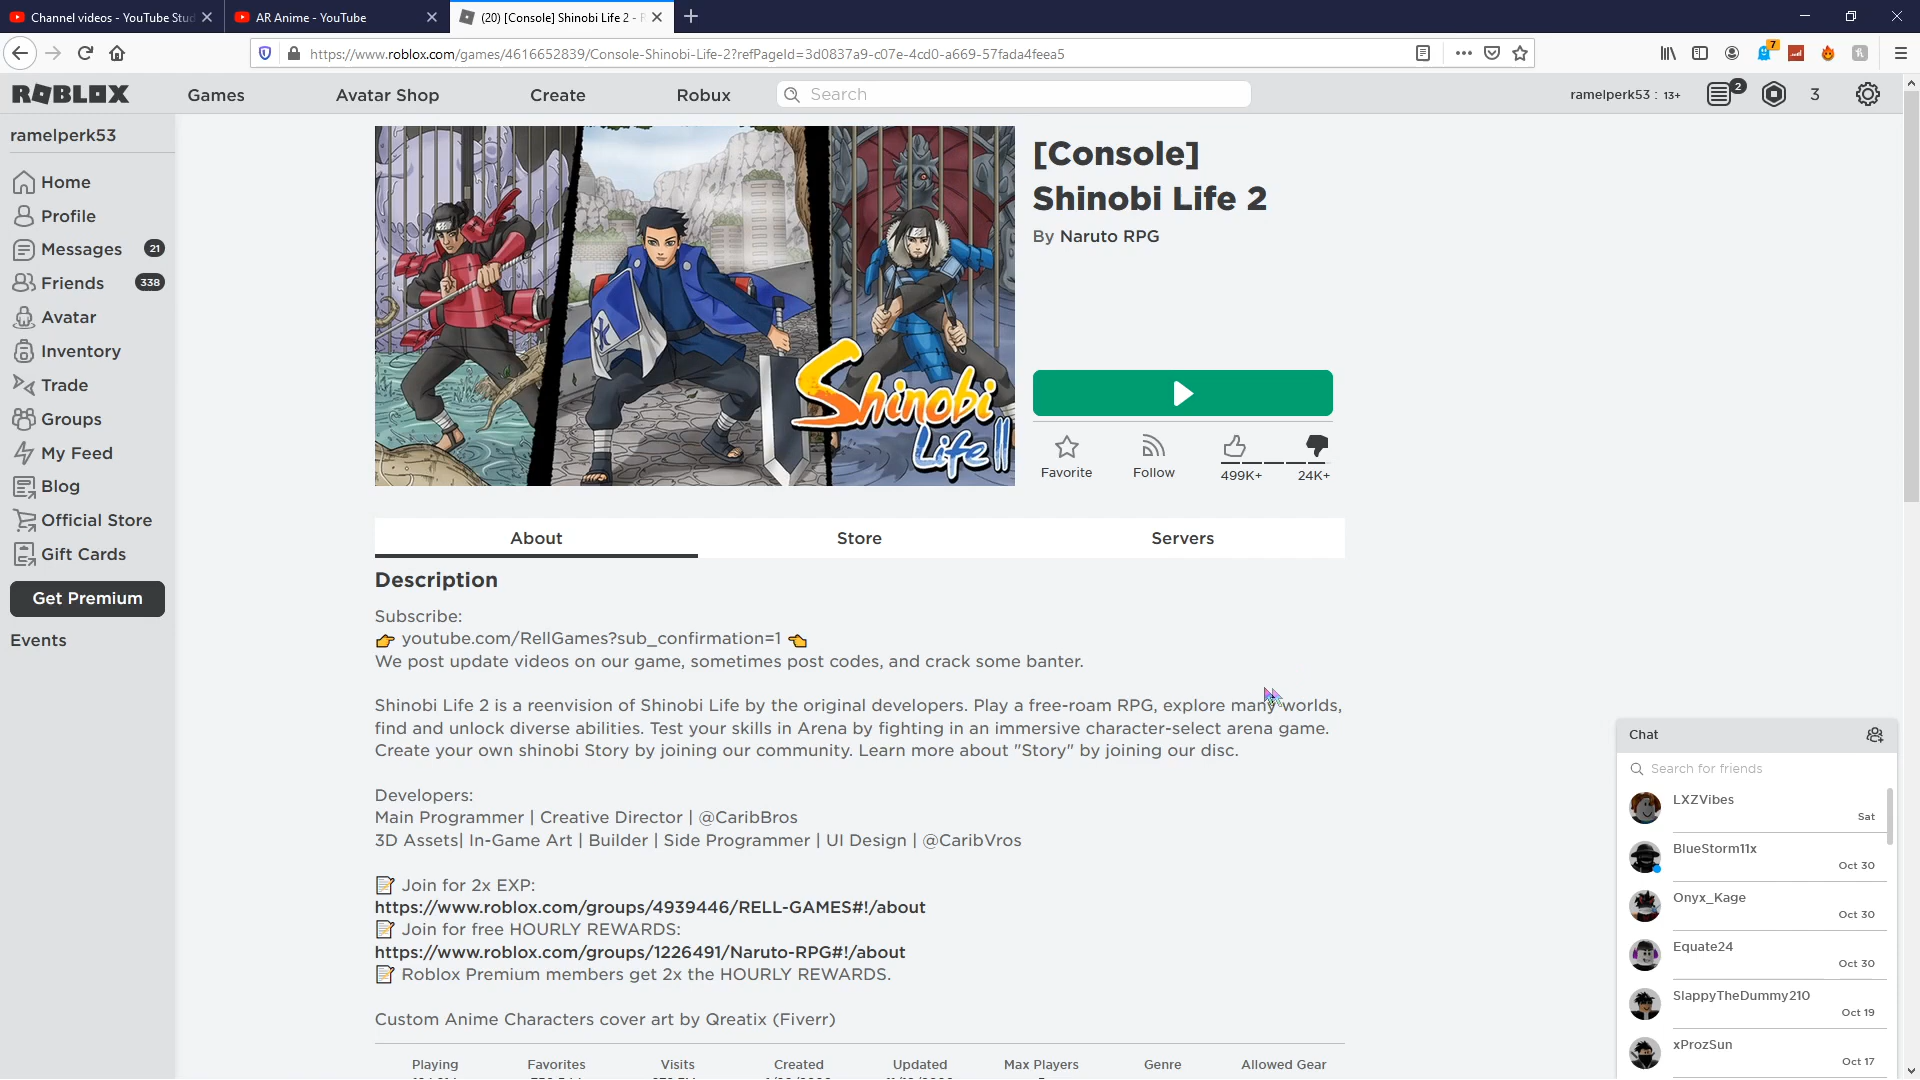 Channel videos - YouTube Stud
AR Anime - YouTube
(20) [Console] Shinobi Life 2 - R
https://www.roblox.com/games/4616652839/Console-Shinobi-Life-2?refPageId=3d0837a9-c07e-4cd0-a669-57fada4feea5
7
ROBLOX
Games
Avatar Shop
Create
Robux
Search
ramelperk53 : 13+
2
3
ramelperk53
Home
Profile
Messages 21
Friends 338
Avatar
Inventory
Trade
Groups
My Feed
Blog
Official Store
Gift Cards
Get Premium
Events
Shinobi
Life II
[Console]
Shinobi Life 2
By Naruto RPG
Favorite
Follow
499K+
24K+
About
Store
Servers
Description
Subscribe:
👉 youtube.com/RellGames?sub_confirmation=1 👈
We post update videos on our game, sometimes post codes, and crack some banter.
Shinobi Life 2 is a reenvision of Shinobi Life by the original developers. Play a free-roam RPG, explore many worlds,
find and unlock diverse abilities. Test your skills in Arena by fighting in an immersive character-select arena game.
Create your own shinobi Story by joining our community. Learn more about "Story" by joining our disc.
Developers:
Main Programmer | Creative Director | @CaribBros
3D Assets| In-Game Art | Builder | Side Programmer | UI Design | @CaribVros
📝 Join for 2x EXP:
https://www.roblox.com/groups/4939446/RELL-GAMES#!/about
📝 Join for free HOURLY REWARDS:
https://www.roblox.com/groups/1226491/Naruto-RPG#!/about
📝 Roblox Premium members get 2x the HOURLY REWARDS.
Custom Anime Characters cover art by Qreatix (Fiverr)
Playing
Favorites
Visits
Created
Updated
Max Players
Genre
Allowed Gear
Chat
Search for friends
LXZVibes
Sat
BlueStorm11x
Oct 30
Onyx_Kage
Oct 30
Equate24
Oct 30
SlappyTheDummy210
Oct 19
xProzSun
Oct 17